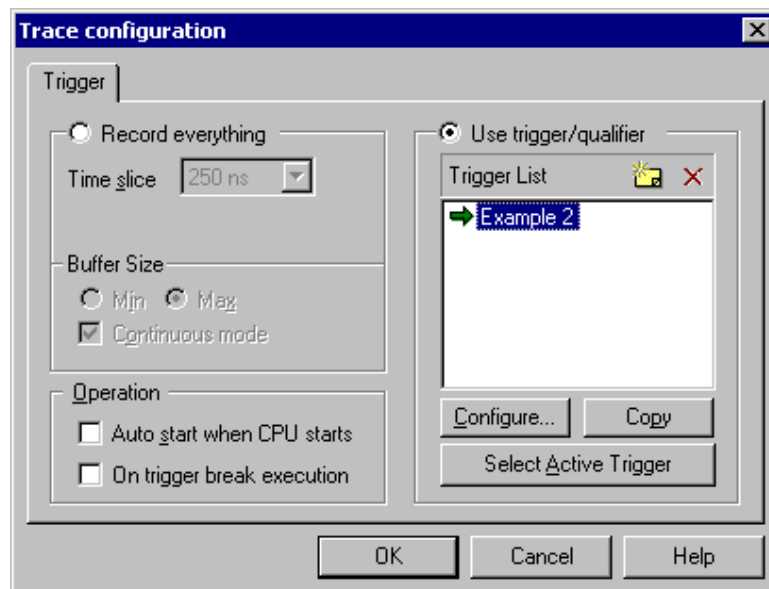 Trace configuration
Trigger
Record everything
Time slice 250 ns
Buffer Size
Min Max
Continuous mode
Operation
Auto start when CPU starts
On trigger break execution
Use trigger/qualifier
Trigger List
Example 2
Configure... Copy
Select Active Trigger
OK Cancel Help